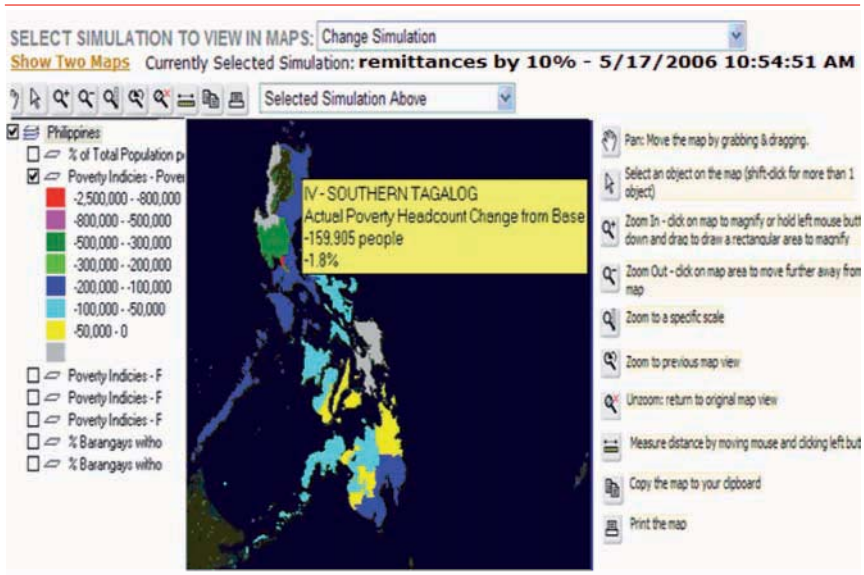 SELECT SIMULATION TO VIEW IN MAPS: Change Simulation
Show Two Maps Currently Selected Simulation: remittances by 10% - 5/17/2006 10:54:51 AM
Selected Simulation Above
Philippines
% of Total Population p
Poverty Indicies - Pover
-2,500,000 - -800,000
-800,000 - -500,000
-500,000 - -300,000
-300,000 - -200,000
-200,000 - -100,000
-100,000 - -50,000
-50,000 - 0
Poverty Indicies - F
Poverty Indicies - F
Poverty Indicies - F
% Barangays witho
% Barangays witho
IV - SOUTHERN TAGALOG
Actual Poverty Headcount Change from Base
-159,905 people
-1.8%
Pan: Move the map by grabbing & dragging.
Select an object on the map (shift-click for more than 1
object)
Zoom In - click on map to magnify or hold left mouse butt
down and drag to draw a rectangular area to magnify
Zoom Out - click on map area to move further away from
map
Zoom to a specific scale
Zoom to previous map view
Unzoom: return to original map view
Measure distance by moving mouse and clicking left butt
Copy the map to your clipboard
Print the map